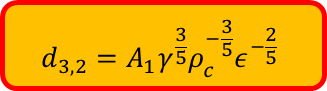 d_{3,2} = A_1 γ^{3/5} ρ_c^{-3/5} ϵ^{-2/5}